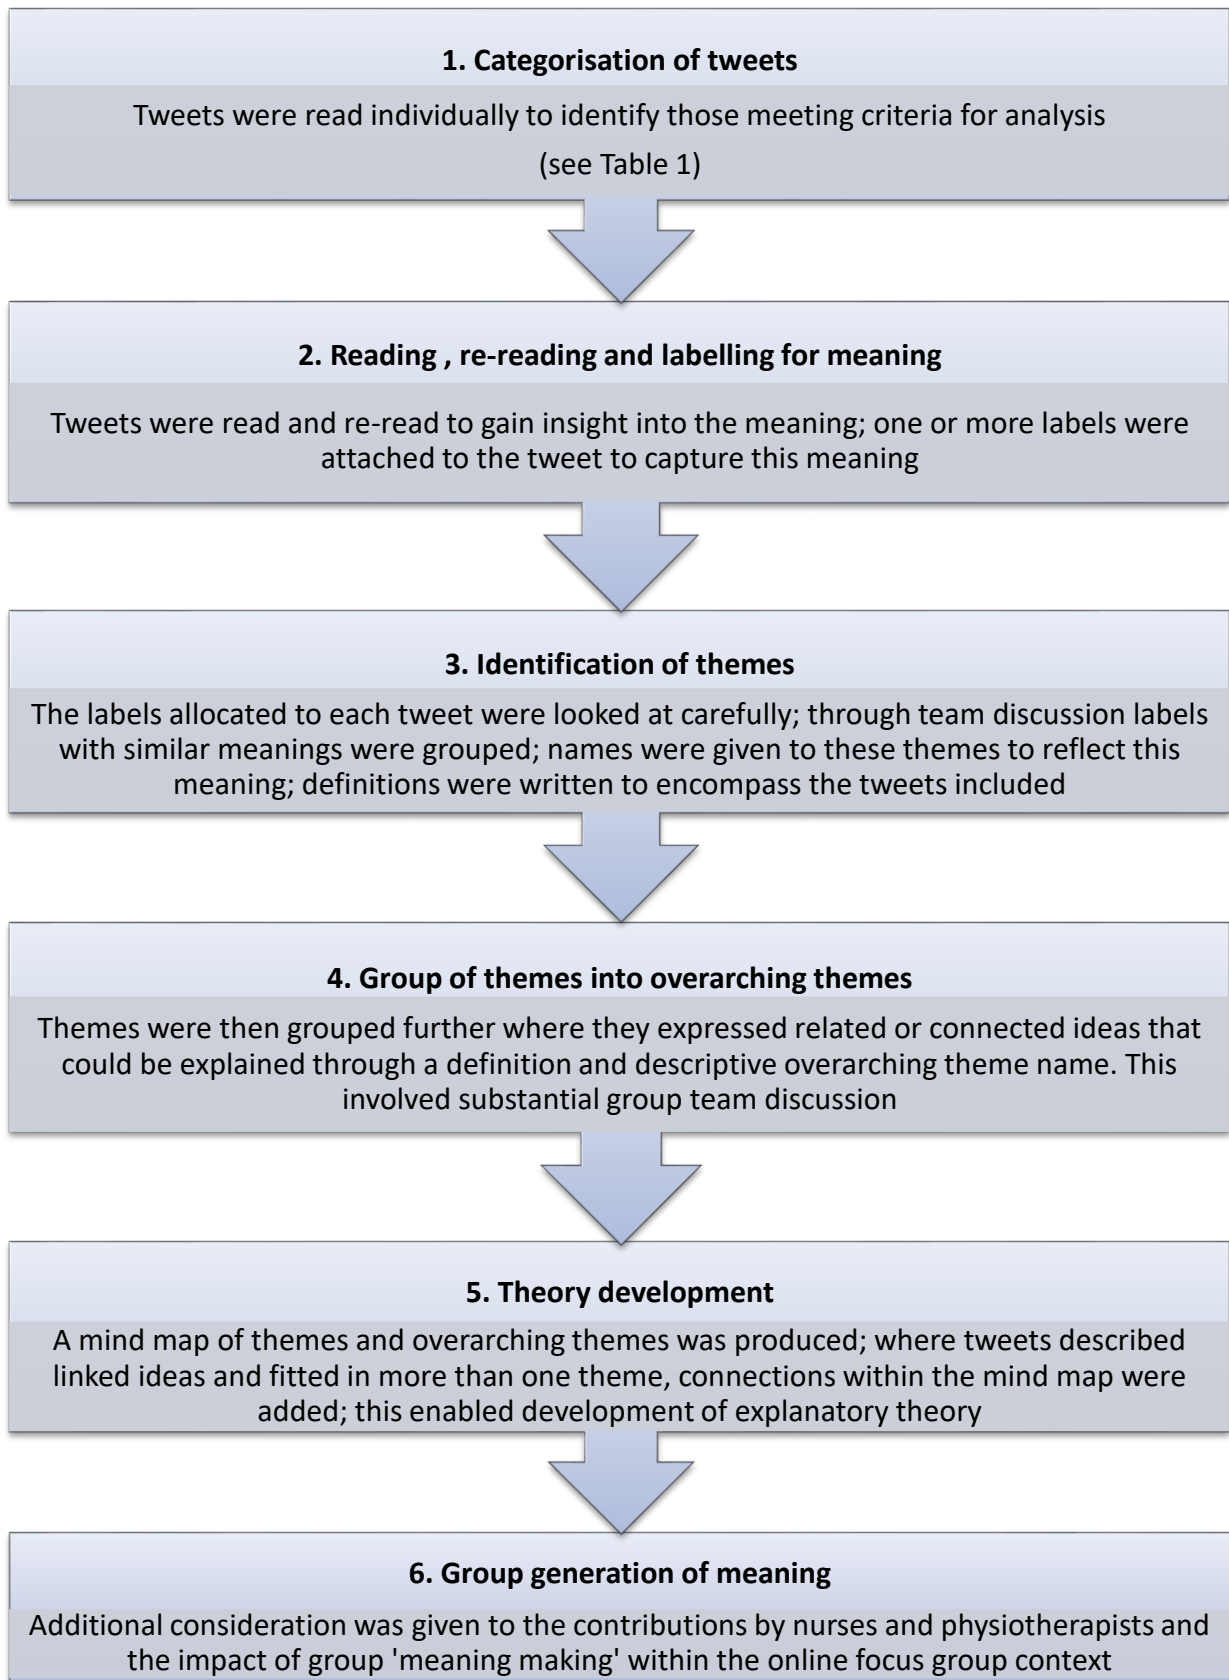 1. Categorisation of tweets
Tweets were read individually to identify those meeting criteria for analysis
(see Table 1)
2. Reading , re-reading and labelling for meaning
Tweets were read and re-read to gain insight into the meaning; one or more labels were
attached to the tweet to capture this meaning
3. Identification of themes
The labels allocated to each tweet were looked at carefully; through team discussion labels
with similar meanings were grouped; names were given to these themes to reflect this
meaning; definitions were written to encompass the tweets included
4. Group of themes into overarching themes
Themes were then grouped further where they expressed related or connected ideas that
could be explained through a definition and descriptive overarching theme name. This
involved substantial group team discussion
5. Theory development
A mind map of themes and overarching themes was produced; where tweets described
linked ideas and fitted in more than one theme, connections within the mind map were
added; this enabled development of explanatory theory
6. Group generation of meaning
Additional consideration was given to the contributions by nurses and physiotherapists and
the impact of group 'meaning making' within the online focus group context